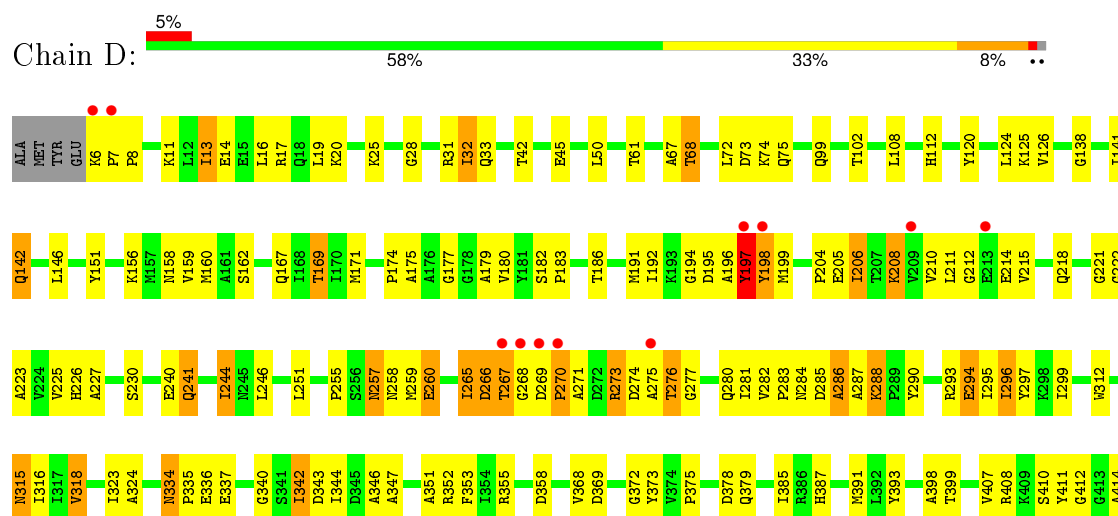 5%
Chain D:
58% 33% 8% ••
ALA MET TYR GLU K6 P7 P8 K11 L12 I13 E14 E15 L16 R17 Q18 L19 K20 K25 G28 R31 I32 Q33 T42 E45 L50 T61 A67 T68 L72 D73 K74 Q75 Q99 T102 L108 H112 Y120 L124 K125 V126 G138 I141
Q142 L146 Y151 K156 M157 N158 V159 M160 A161 S162 Q167 I168 T169 I170 M171 P174 A175 A176 G177 G178 A179 V180 Y181 S182 P183 T186 M191 I192 K193 G194 D195 A196 Y197 Y198 M199 P204 E205 I206 T207 K208 V209 V210 L211 G212 E213 E214 V215 Q218 G221
A223 V224 V225 H226 A227 S230 E240 Q241 I244 N245 L246 L251 P255 S256 N257 N258 M259 E260 I265 D266 T267 G268 D269 P270 A271 D272 R273 D274 A275 T276 G277 Q280 I281 V282 P283 N284 D285 A286 A287 K288 P289 Y290 R293 E294 I295 I296 Y297 K298 I299 W312
N315 I316 I317 V318 I323 A324 N334 P335 E336 E337 G340 S341 I342 D343 I344 D345 A346 A347 A351 R352 F353 I354 R355 D358 V368 D369 G372 Y373 V374 P375 D378 Q379 I385 R386 H387 M391 L392 Y393 A398 T399 V407 R408 K409 S410 Y411 G412 G413